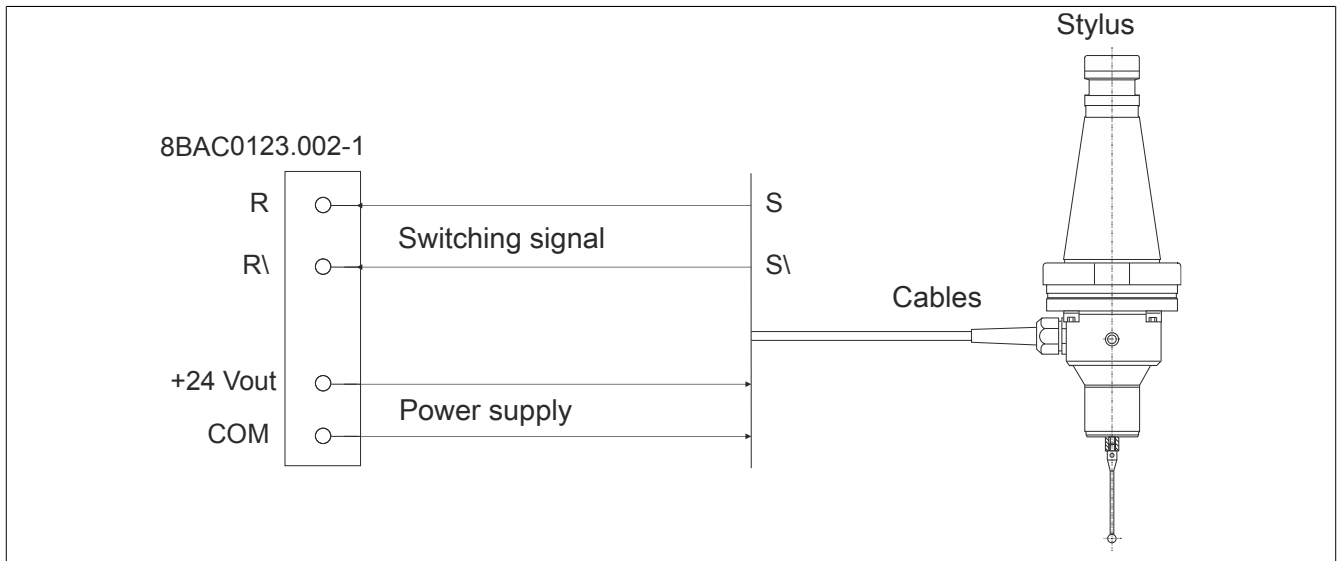 Stylus
8BAC0123.002-1
R
S
Switching signal
R\
S\
Cables
+24 Vout
Power supply
COM